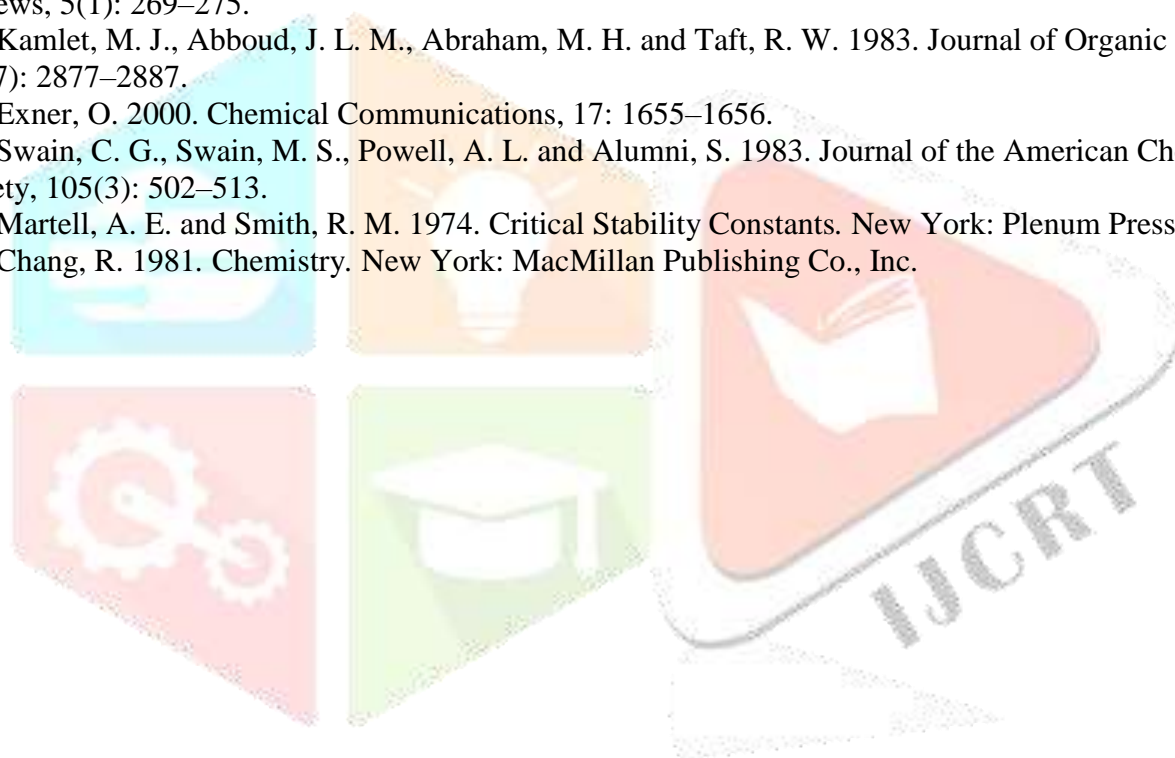 ews, 5(1): 269–275.
Kamlet, M. J., Abboud, J. L. M., Abraham, M. H. and Taft, R. W. 1983. Journal of Organic
7): 2877–2887.
Exner, O. 2000. Chemical Communications, 17: 1655–1656.
Swain, C. G., Swain, M. S., Powell, A. L. and Alumni, S. 1983. Journal of the American Ch
ety, 105(3): 502–513.
Martell, A. E. and Smith, R. M. 1974. Critical Stability Constants. New York: Plenum Press
Chang, R. 1981. Chemistry. New York: MacMillan Publishing Co., Inc.
IJCRT